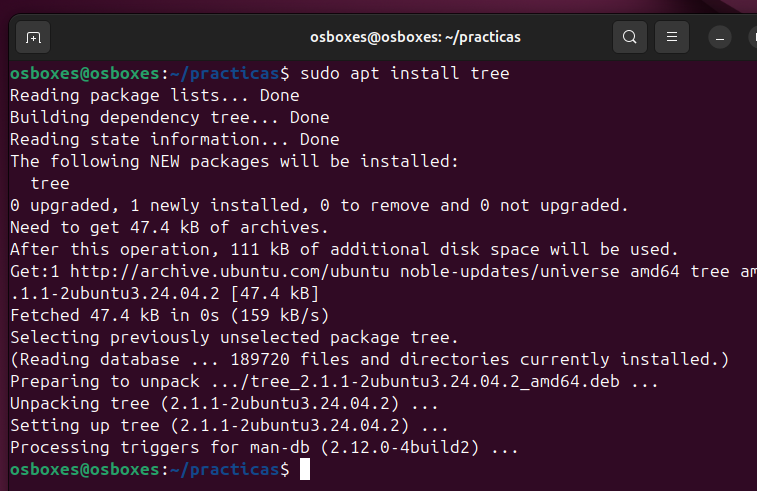 osboxes@osboxes: ~/practicas
osboxes@osboxes:~/practicas$ sudo apt install tree
Reading package lists... Done
Building dependency tree... Done
Reading state information... Done
The following NEW packages will be installed:
  tree
0 upgraded, 1 newly installed, 0 to remove and 0 not upgraded.
Need to get 47.4 kB of archives.
After this operation, 111 kB of additional disk space will be used.
Get:1 http://archive.ubuntu.com/ubuntu noble-updates/universe amd64 tree am
.1.1-2ubuntu3.24.04.2 [47.4 kB]
Fetched 47.4 kB in 0s (159 kB/s)
Selecting previously unselected package tree.
(Reading database ... 189720 files and directories currently installed.)
Preparing to unpack .../tree_2.1.1-2ubuntu3.24.04.2_amd64.deb ...
Unpacking tree (2.1.1-2ubuntu3.24.04.2) ...
Setting up tree (2.1.1-2ubuntu3.24.04.2) ...
Processing triggers for man-db (2.12.0-4build2) ...
osboxes@osboxes:~/practicas$